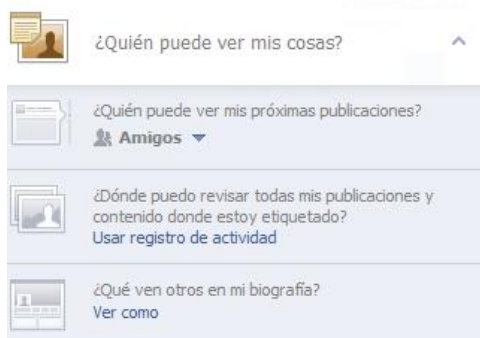 ¿Quién puede ver mis cosas?
¿Quién puede ver mis próximas publicaciones?
Amigos
¿Dónde puedo revisar todas mis publicaciones y
contenido donde estoy etiquetado?
Usar registro de actividad
¿Qué ven otros en mi biografía?
Ver como